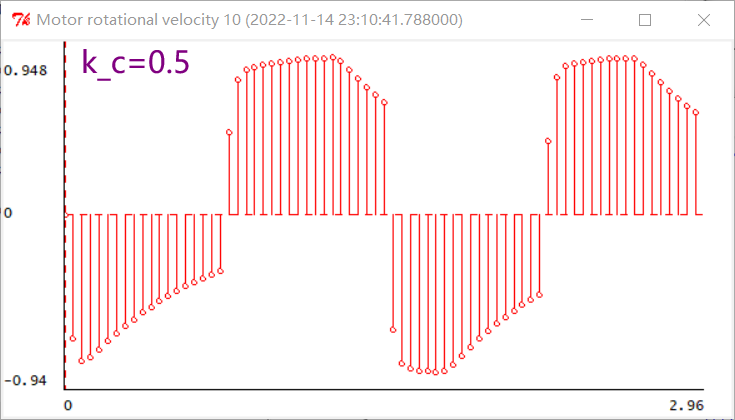 Motor rotational velocity 10 (2022-11-14 23:10:41.788000)
k_c=0.5
0.948
0
-0.94
0
2.96